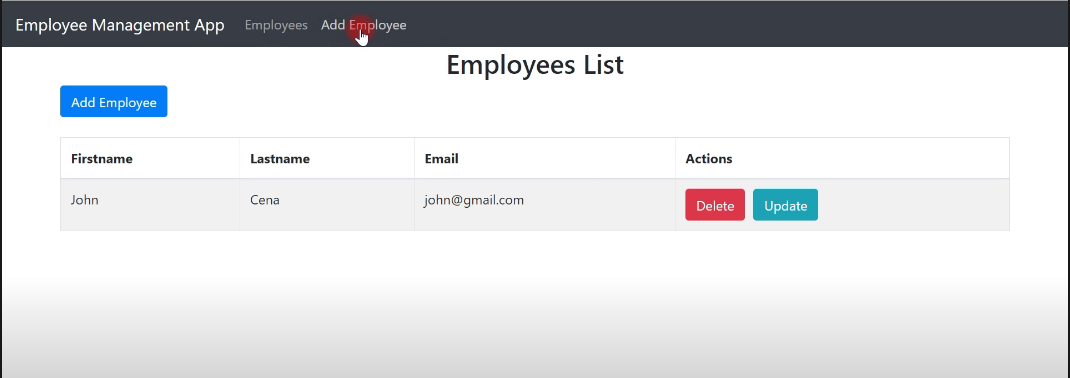 Employee Management App Employees Add Employee
Employees List
Add Employee
Firstname Lastname Email Actions
John Cena john@gmail.com Delete Update